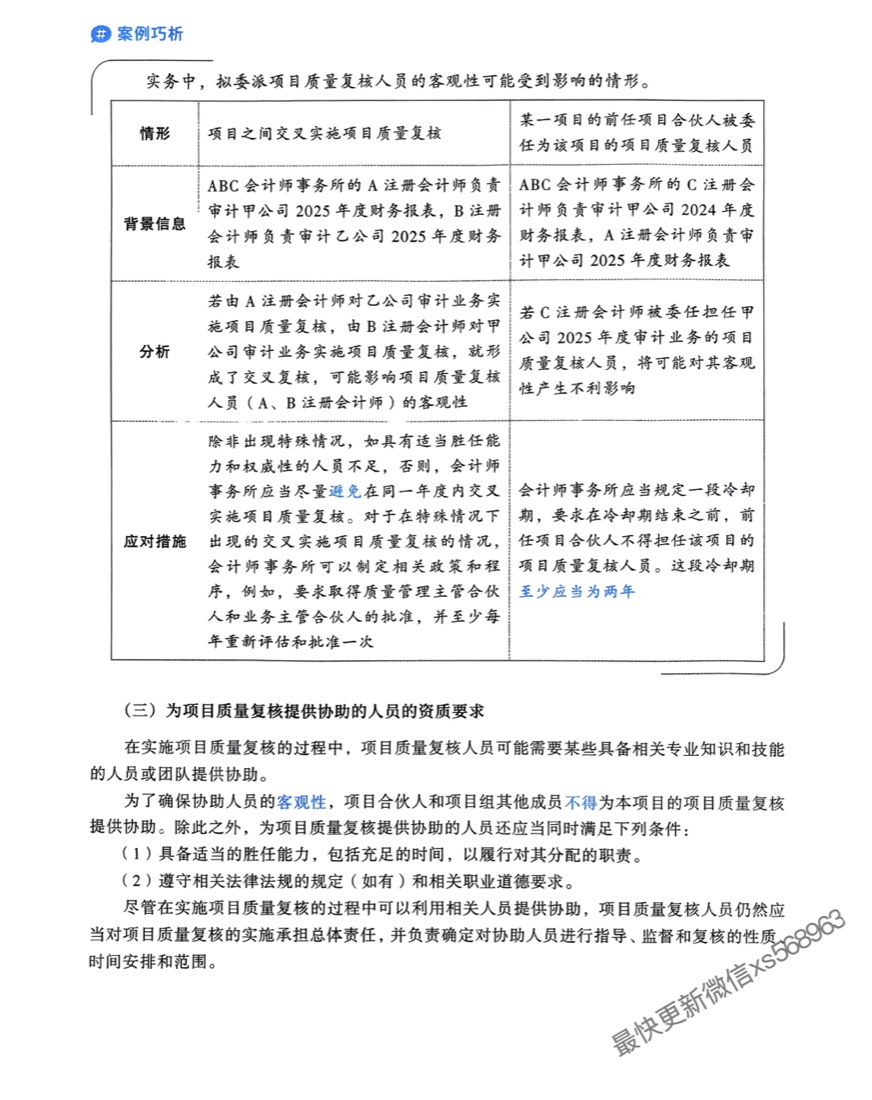 案例巧析
实务中，拟委派项目质量复核人员的客观性可能受到影响的情形。
情形
项目之间交叉实施项目质量复核
某一项目的前任项目合伙人被委
任为该项目的项目质量复核人员
背景信息
ABC 会计师事务所的 A 注册会计师负责
审计甲公司 2025 年度财务报表，B 注册
会计师负责审计乙公司 2025 年度财务
报表
ABC 会计师事务所的 C 注册会
计师负责审计甲公司 2024 年度
财务报表，A 注册会计师负责审
计甲公司 2025 年度财务报表
分析
若由 A 注册会计师对乙公司审计业务实
施项目质量复核，由 B 注册会计师对甲
公司审计业务实施项目质量复核，就形
成了交叉复核，可能影响项目质量复核
人员（A、B 注册会计师）的客观性
若 C 注册会计师被委任担任甲
公司 2025 年度审计业务的项目
质量复核人员，将可能对其客观
性产生不利影响
应对措施
除非出现特殊情况，如具有适当胜任能
力和权威性的人员不足，否则，会计师
事务所应当尽量避免在同一年度内交叉
实施项目质量复核。对于在特殊情况下
出现的交叉实施项目质量复核的情况，
会计师事务所可以制定相关政策和程
序，例如，要求取得质量管理主管合伙
人和业务主管合伙人的批准，并至少每
年重新评估和批准一次
会计师事务所应当规定一段冷却
期，要求在冷却期结束之前，前
任项目合伙人不得担任该项目的
项目质量复核人员。这段冷却期
至少应当为两年
（三）为项目质量复核提供协助的人员的资质要求
在实施项目质量复核的过程中，项目质量复核人员可能需要某些具备相关专业知识和技能
的人员或团队提供协助。
为了确保协助人员的客观性，项目合伙人和项目组其他成员不得为本项目的项目质量复核
提供协助。除此之外，为项目质量复核提供协助的人员还应当同时满足下列条件：
（1）具备适当的胜任能力，包括充足的时间，以履行对其分配的职责。
（2）遵守相关法律法规的规定（如有）和相关职业道德要求。
尽管在实施项目质量复核的过程中可以利用相关人员提供协助，项目质量复核人员仍然应
当对项目质量复核的实施承担总体责任，并负责确定对协助人员进行指导、监督和复核的性质、
时间安排和范围。
最快更新微信xs568963